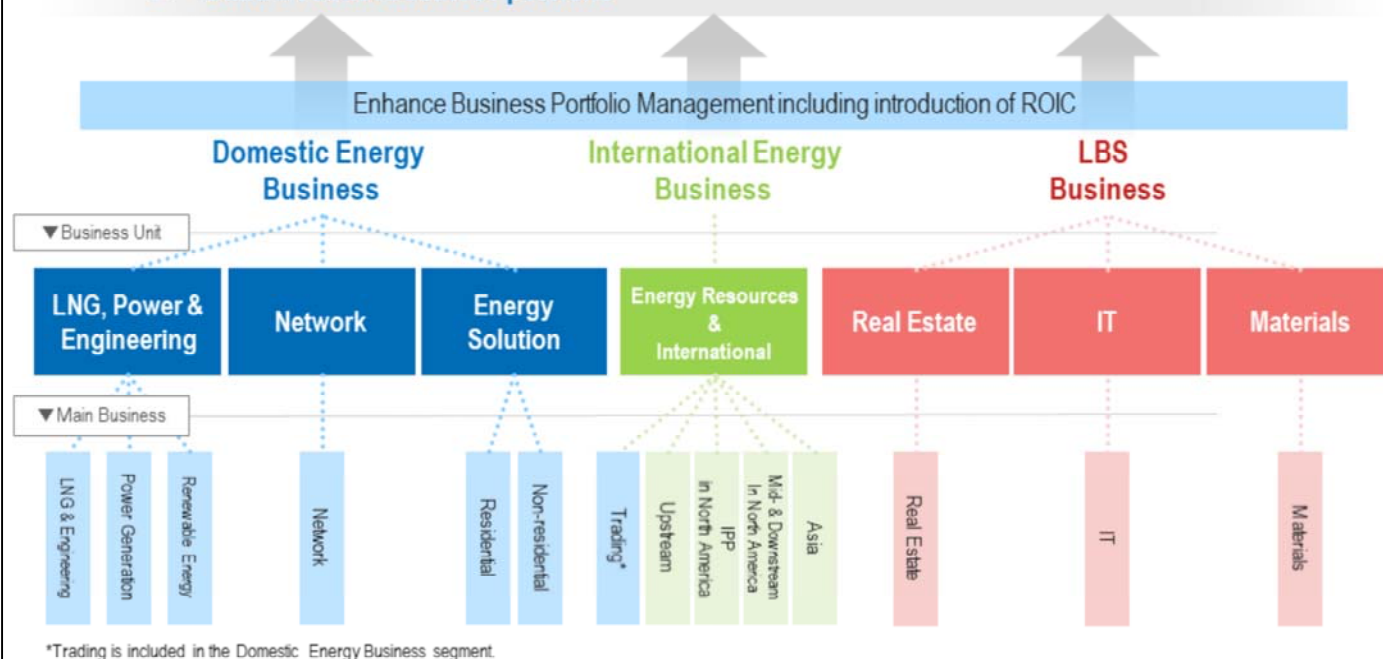 Enhance Business Portfolio Management including introduction of ROIC
Domestic Energy
Business
International Energy
Business
LBS
Business
▼Business Unit
LNG, Power &
Engineering
Network
Energy
Solution
Energy Resources
&
International
Real Estate
IT
Materials
▼Main Business
LNG & Engineering
Power Generation
Renewable Energy
Network
Residential
Non-residential
Trading*
Upstream
IPP
in North America
Mid- & Downstream
In North America
Asia
Real Estate
IT
Materials
*Trading is included in the Domestic Energy Business segment.